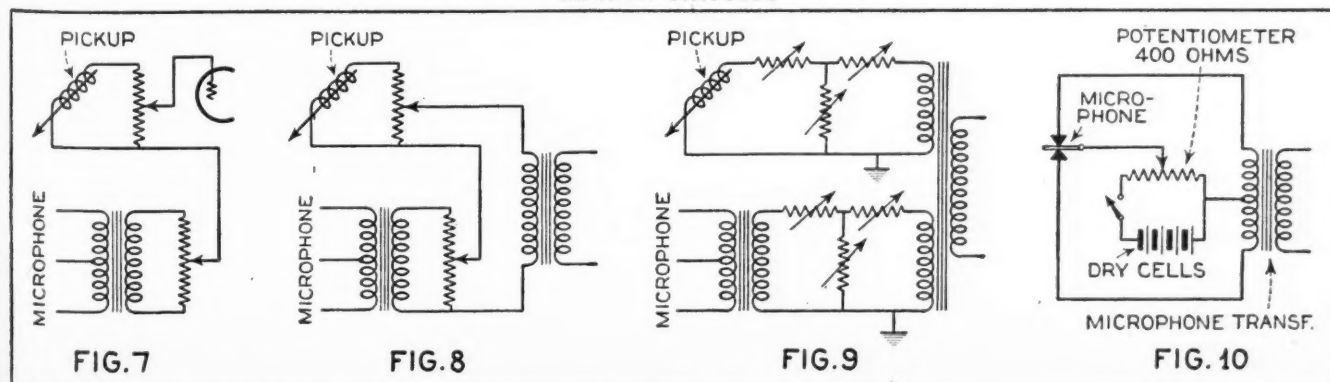 PICKUP
MICROPHONE
FIG.7
PICKUP
MICROPHONE
FIG.8
PICKUP
MICROPHONE
FIG.9
POTENTIOMETER
400 OHMS
MICRO-
PHONE
DRY CELLS
MICROPHONE TRANSF.
FIG.10